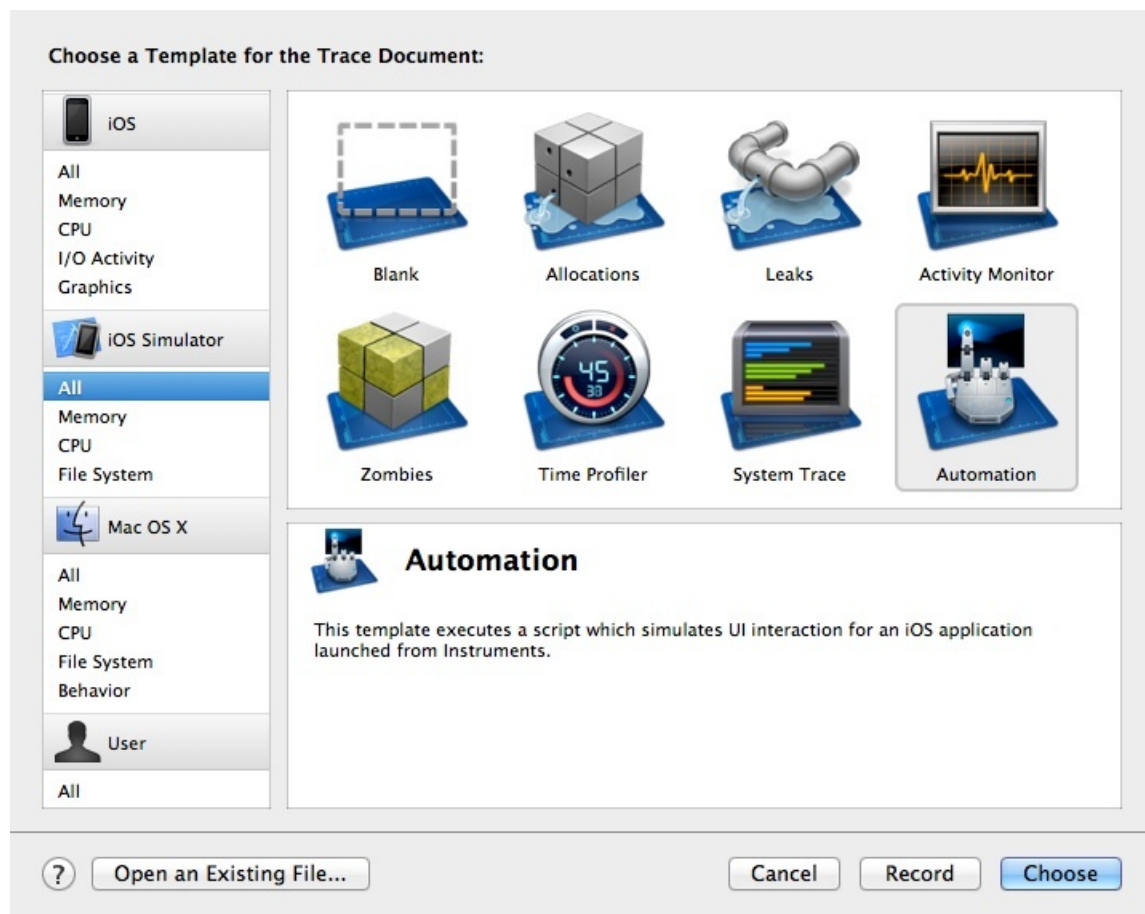 Choose a Template for the Trace Document:
iOS
All
Memory
CPU
I/O Activity
Graphics
iOS Simulator
All
Memory
CPU
File System
Mac OS X
All
Memory
CPU
File System
Behavior
User
All
Blank
Allocations
Leaks
Activity Monitor
45
30
Zombies
Time Profiler
System Trace
Automation
Automation
This template executes a script which simulates UI interaction for an iOS application
launched from Instruments.
?
Open an Existing File...
Cancel
Record
Choose